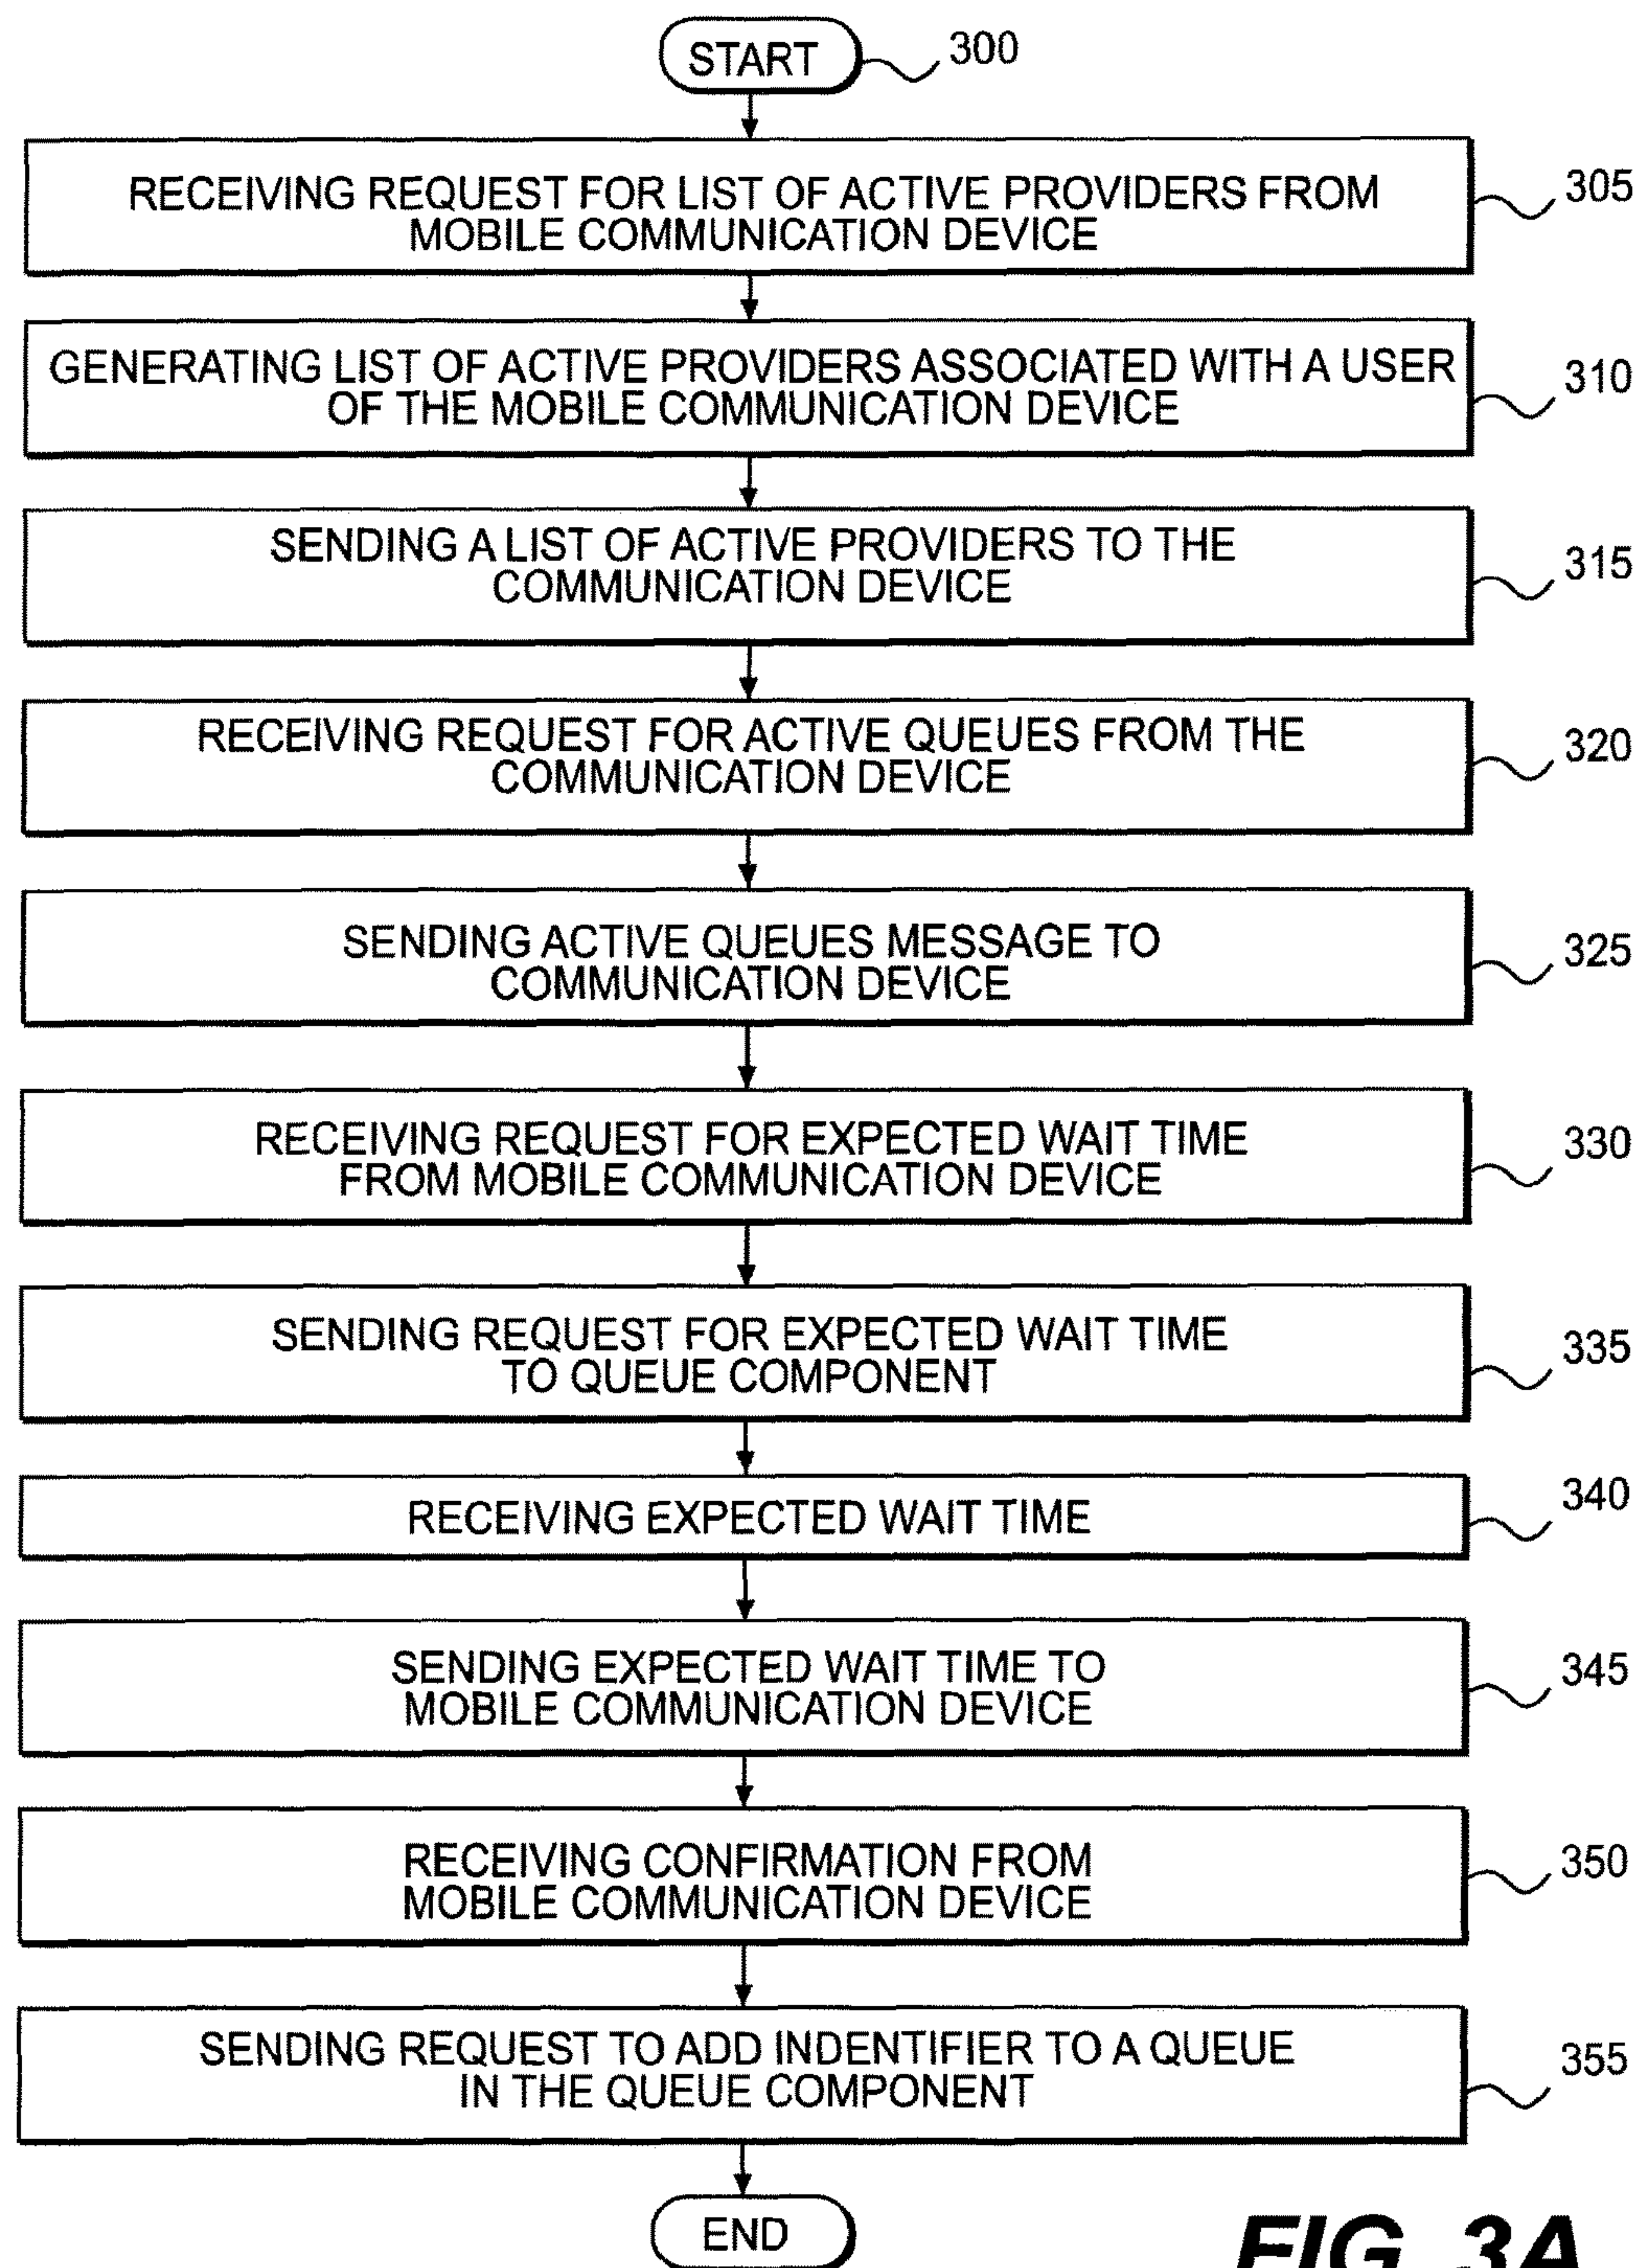 START
300
RECEIVING REQUEST FOR LIST OF ACTIVE PROVIDERS FROM
MOBILE COMMUNICATION DEVICE
305
GENERATING LIST OF ACTIVE PROVIDERS ASSOCIATED WITH A USER
OF THE MOBILE COMMUNICATION DEVICE
310
SENDING A LIST OF ACTIVE PROVIDERS TO THE
COMMUNICATION DEVICE
315
RECEIVING REQUEST FOR ACTIVE QUEUES FROM THE
COMMUNICATION DEVICE
320
SENDING ACTIVE QUEUES MESSAGE TO
COMMUNICATION DEVICE
325
RECEIVING REQUEST FOR EXPECTED WAIT TIME
FROM MOBILE COMMUNICATION DEVICE
330
SENDING REQUEST FOR EXPECTED WAIT TIME
TO QUEUE COMPONENT
335
RECEIVING EXPECTED WAIT TIME
340
SENDING EXPECTED WAIT TIME TO
MOBILE COMMUNICATION DEVICE
345
RECEIVING CONFIRMATION FROM
MOBILE COMMUNICATION DEVICE
350
SENDING REQUEST TO ADD INDENTIFIER TO A QUEUE
IN THE QUEUE COMPONENT
355
END
FIG. 3A